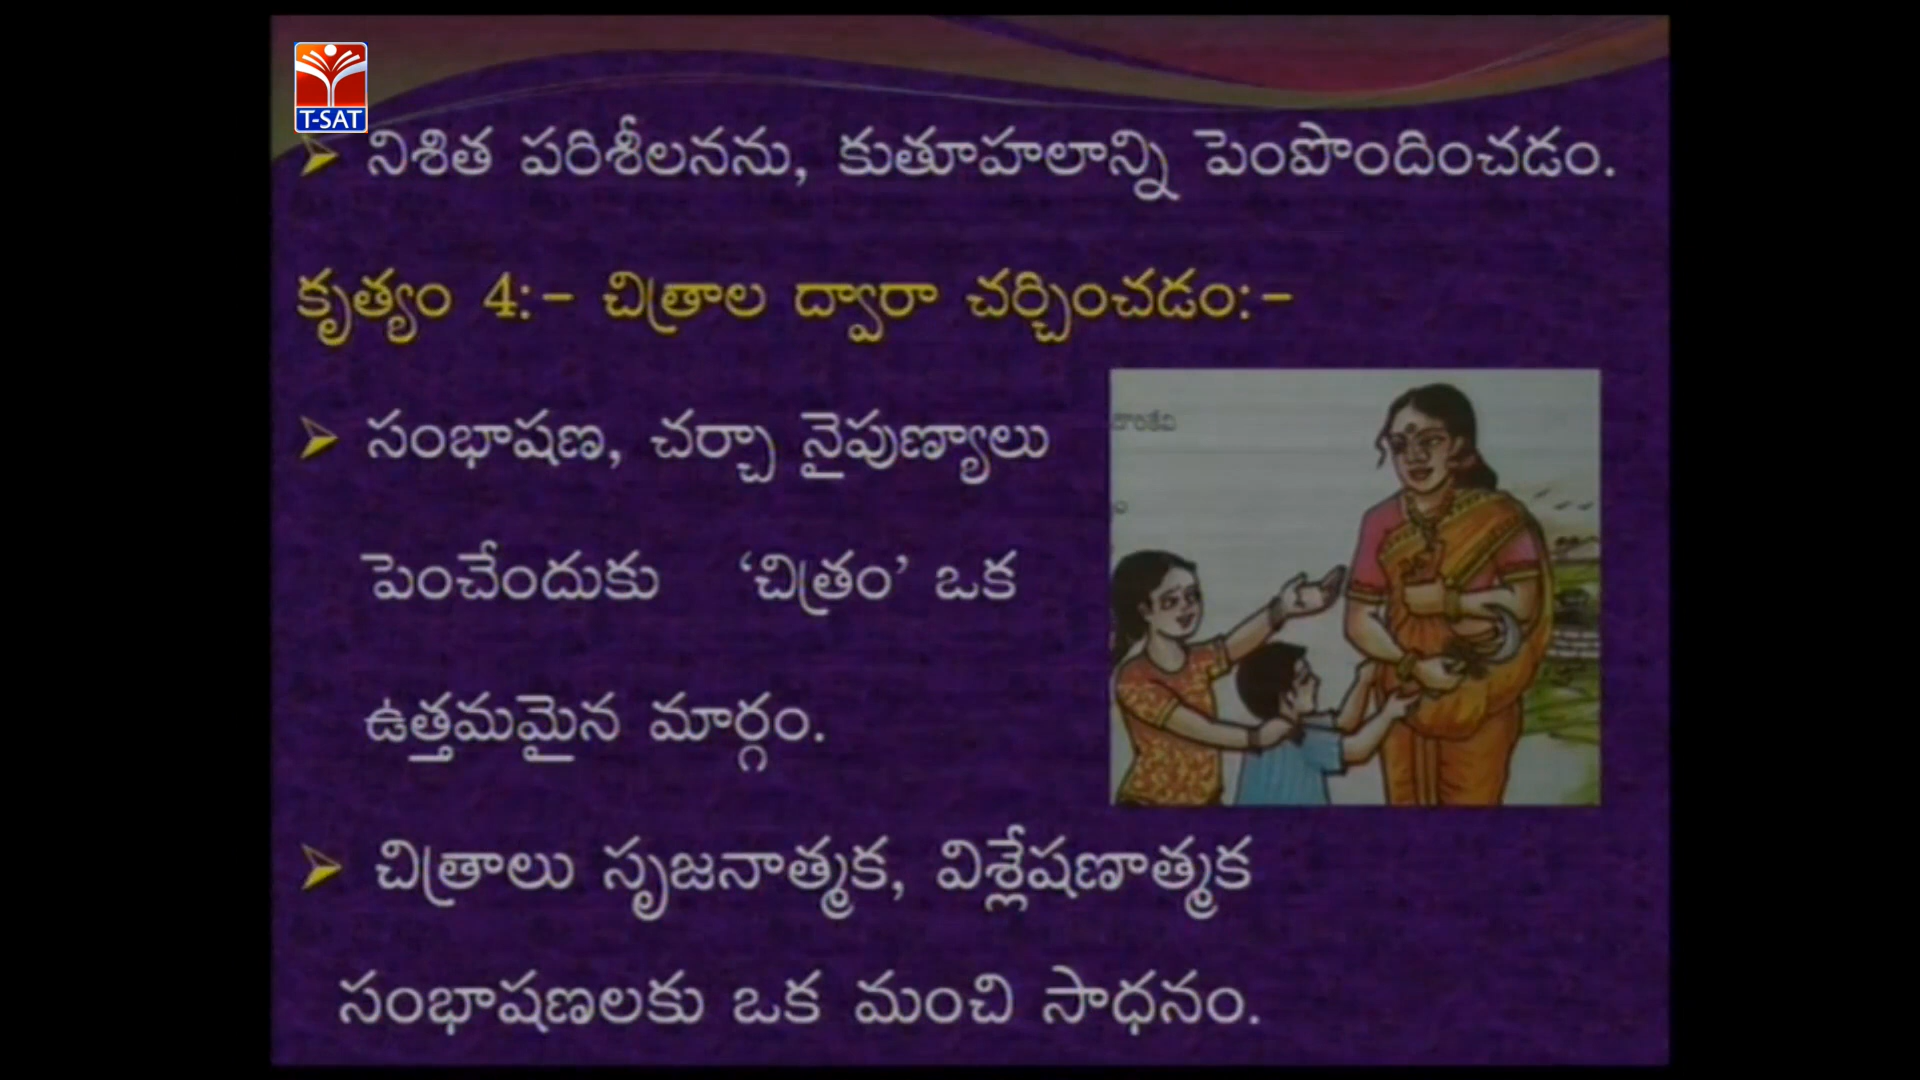 T-SAT
➤ నిశిత పరిశీలనను, కుతూహలాన్ని పెంపొందించడం.
కృత్యం 4:- చిత్రాల ద్వారా చర్చించడం:-
➤ సంభాషణ, చర్చా నైపుణ్యాలు
పెంచేందుకు ‘చిత్రం’ ఒక
ఉత్తమమైన మార్గం.
➤ చిత్రాలు సృజనాత్మక, విశ్లేషణాత్మక
సంభాషణలకు ఒక మంచి సాధనం.